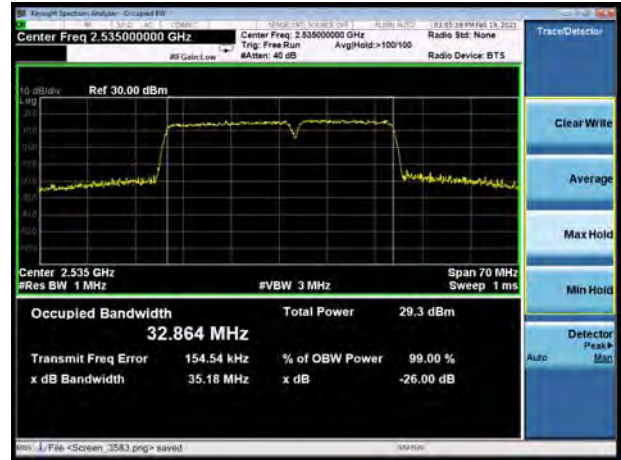 Keysight Spectrum Analyzer - Occupied BW
Center Freq 2.535000000 GHz
Center Freq: 2.535000000 GHz
Radio Std: None
Trace/Detector
Trig: Free Run
Avg|Hold:>100/100
#IFGain:Low
#Atten: 40 dB
Radio Device: BTS
10 dB/div
Ref 30.00 dBm
Log
Clear Write
Average
Max Hold
Min Hold
Center 2.535 GHz
Span 70 MHz
#Res BW 1 MHz
#VBW 3 MHz
Sweep 1 ms
Occupied Bandwidth
Total Power
29.3 dBm
32.864 MHz
Detector
Peak▶
Auto
Man
Transmit Freq Error
154.54 kHz
% of OBW Power
99.00 %
x dB Bandwidth
35.18 MHz
x dB
-26.00 dB
File <Screen_3583.png> saved
STATUS